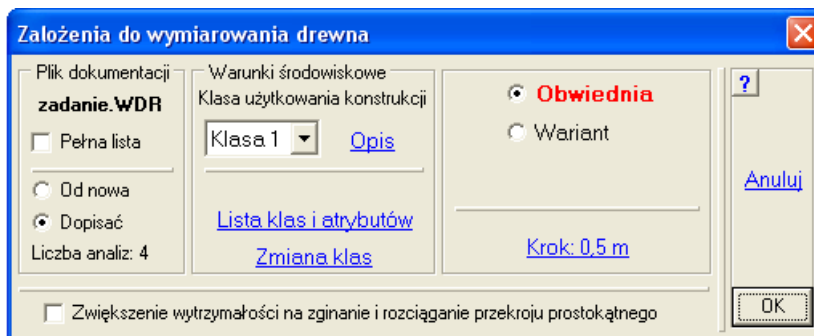 Założenia do wymiarowania drewna
Plik dokumentacji
zadanie.WDR
Pełna lista
Od nowa
Dopisać
Liczba analiz: 4
Warunki środowiskowe
Klasa użytkowania konstrukcji
Klasa 1
Opis
Lista klas i atrybutów
Zmiana klas
Obwiednia
Wariant
Krok: 0,5 m
?
Anuluj
OK
Zwiększenie wytrzymałości na zginanie i rozciąganie przekroju prostokątnego